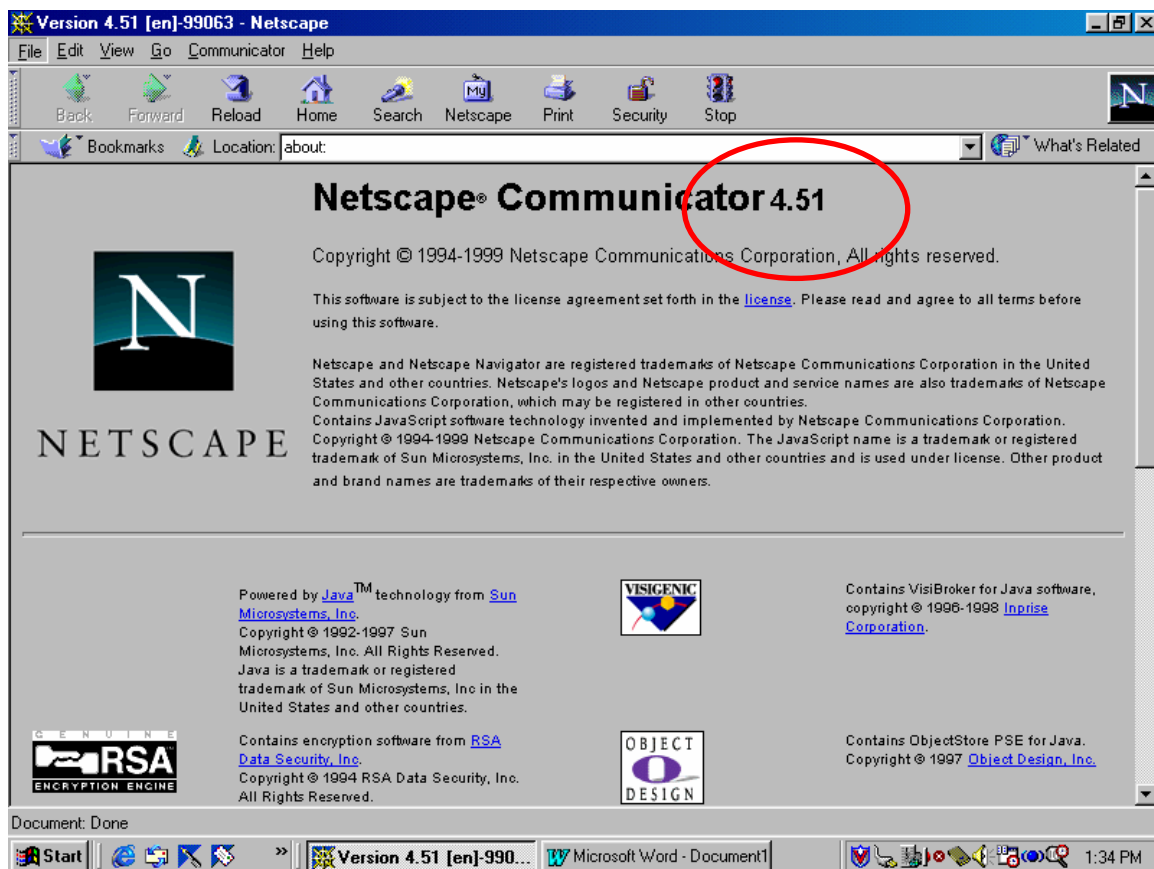 Version 4.51 [en]-99063 - Netscape
File Edit View Go Communicator Help
Back Forward Reload Home Search Netscape Print Security Stop
My
N
Bookmarks Location: about: What's Related
Netscape® Communicator 4.51
Copyright © 1994-1999 Netscape Communications Corporation, All rights reserved.
This software is subject to the license agreement set forth in the license. Please read and agree to all terms before
using this software.
N
NETSCAPE
Netscape and Netscape Navigator are registered trademarks of Netscape Communications Corporation in the United
States and other countries. Netscape's logos and Netscape product and service names are also trademarks of Netscape
Communications Corporation, which may be registered in other countries.
Contains JavaScript software technology invented and implemented by Netscape Communications Corporation.
Copyright © 1994-1999 Netscape Communications Corporation. The JavaScript name is a trademark or registered
trademark of Sun Microsystems, Inc. in the United States and other countries and is used under license. Other product
and brand names are trademarks of their respective owners.
Powered by Java™ technology from Sun
Microsystems, Inc.
Copyright © 1992-1997 Sun
Microsystems, Inc. All Rights Reserved.
Java is a trademark or registered
trademark of Sun Microsystems, Inc in the
United States and other countries.
VISIGENIC
Contains VisiBroker for Java software,
copyright © 1996-1998 Inprise
Corporation.
GENUINE
RSA
ENCRYPTION ENGINE
Contains encryption software from RSA
Data Security, Inc.
Copyright © 1994 RSA Data Security, Inc.
All Rights Reserved.
OBJECT
DESIGN
Contains ObjectStore PSE for Java.
Copyright © 1997 Object Design, Inc.
Document: Done
Start » Version 4.51 [en]-990... Microsoft Word - Document1 1:34 PM